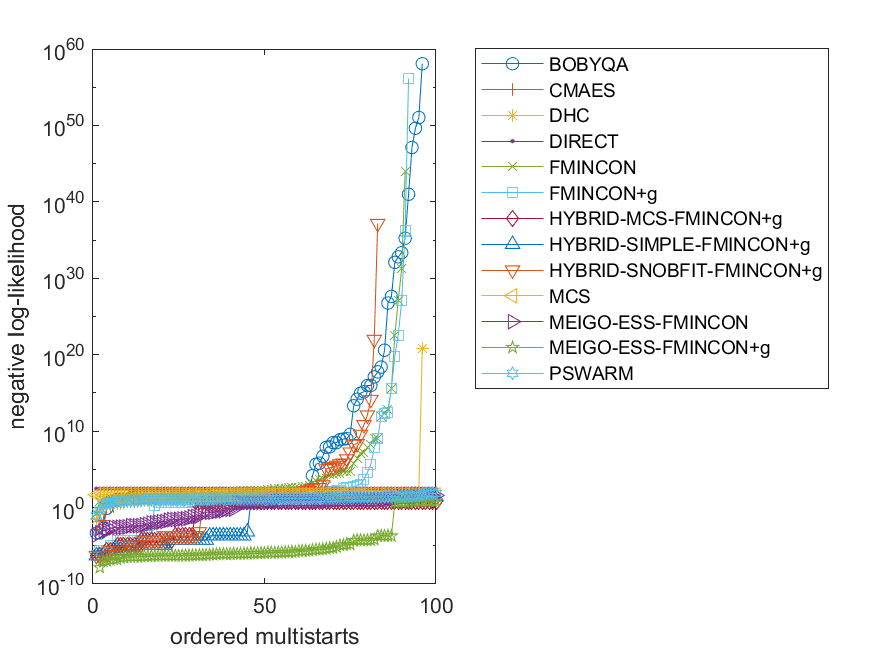 10^60
10^50
10^40
10^30
10^20
10^10
10^0
10^-10
0
50
100
ordered multistarts
negative log-likelihood
BOBYQA
CMAES
DHC
DIRECT
FMINCON
FMINCON+g
HYBRID-MCS-FMINCON+g
HYBRID-SIMPLE-FMINCON+g
HYBRID-SNOBFIT-FMINCON+g
MCS
MEIGO-ESS-FMINCON
MEIGO-ESS-FMINCON+g
PSWARM